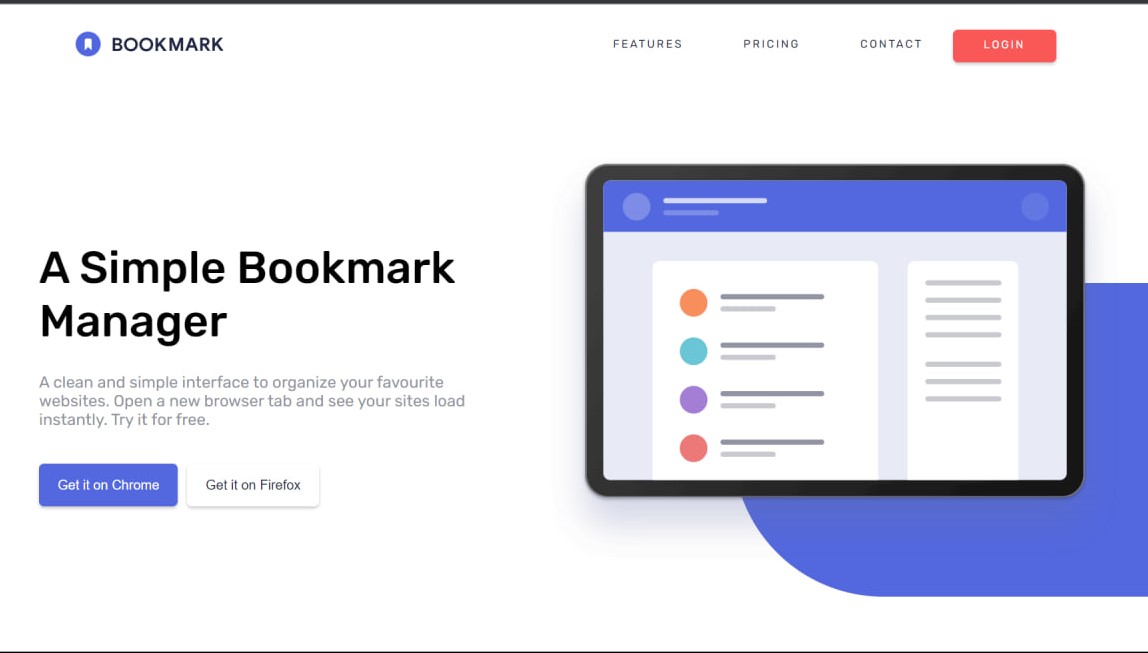 BOOKMARK
FEATURES PRICING CONTACT LOGIN
A Simple Bookmark
Manager
A clean and simple interface to organize your favourite
websites. Open a new browser tab and see your sites load
instantly. Try it for free.
Get it on Chrome Get it on Firefox